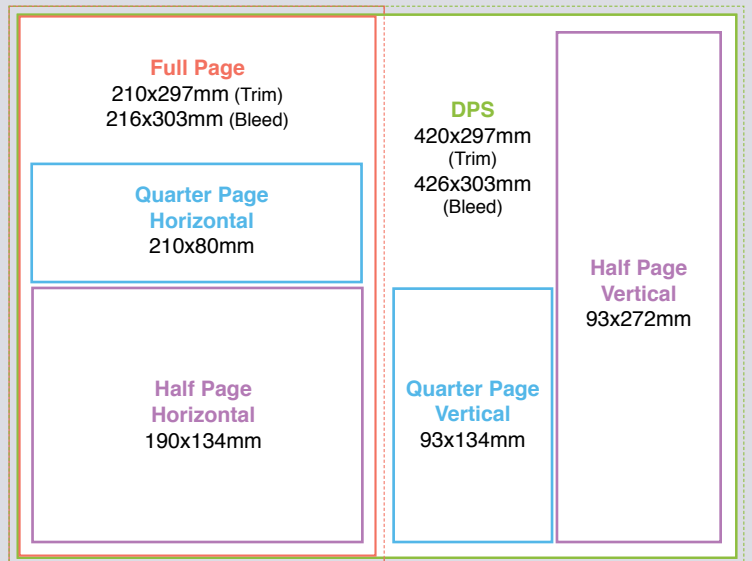 Full Page
210x297mm (Trim)
216x303mm (Bleed)
Quarter Page
Horizontal
210x80mm
Half Page
Horizontal
190x134mm
DPS
420x297mm
(Trim)
426x303mm
(Bleed)
Quarter Page
Vertical
93x134mm
Half Page
Vertical
93x272mm